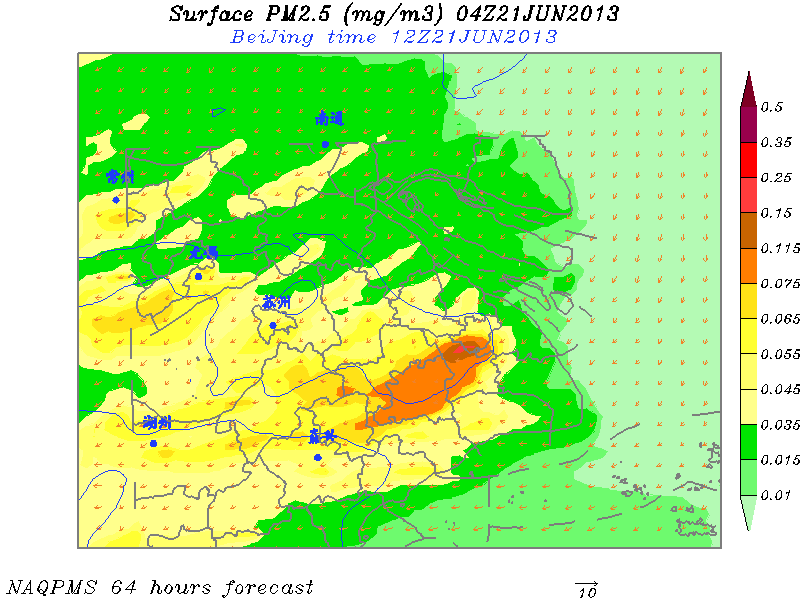 Surface PM2.5 (mg/m3) 04Z21JUN2013
BeiJing time 12Z21JUN2013
0.5
南通
0.35
0.25
常州
0.15
无锡
0.115
苏州
0.075
0.065
0.055
0.045
湖州
0.035
嘉兴
0.015
0.01
NAQPMS 64 hours forecast
10